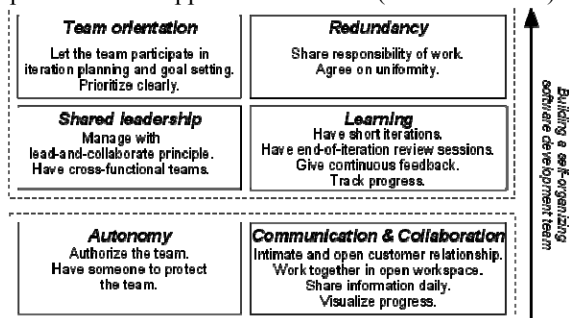 Team orientation
Let the team participate in
iteration planning and goal setting.
Prioritize clearly.
Redundancy
Share responsibility of work.
Agree on uniformity.
Shared leadership
Manage with
lead-and-collaborate principle.
Have cross-functional teams.
Learning
Have short iterations.
Have end-of-iteration review sessions.
Give continuous feedback.
Track progress.
Autonomy
Authorize the team.
Have someone to protect
the team.
Communication & Collaboration
Intimate and open customer relationship.
Work together in open workspace.
Share information daily.
Visualize progress.
Building a self-organizing
software development team